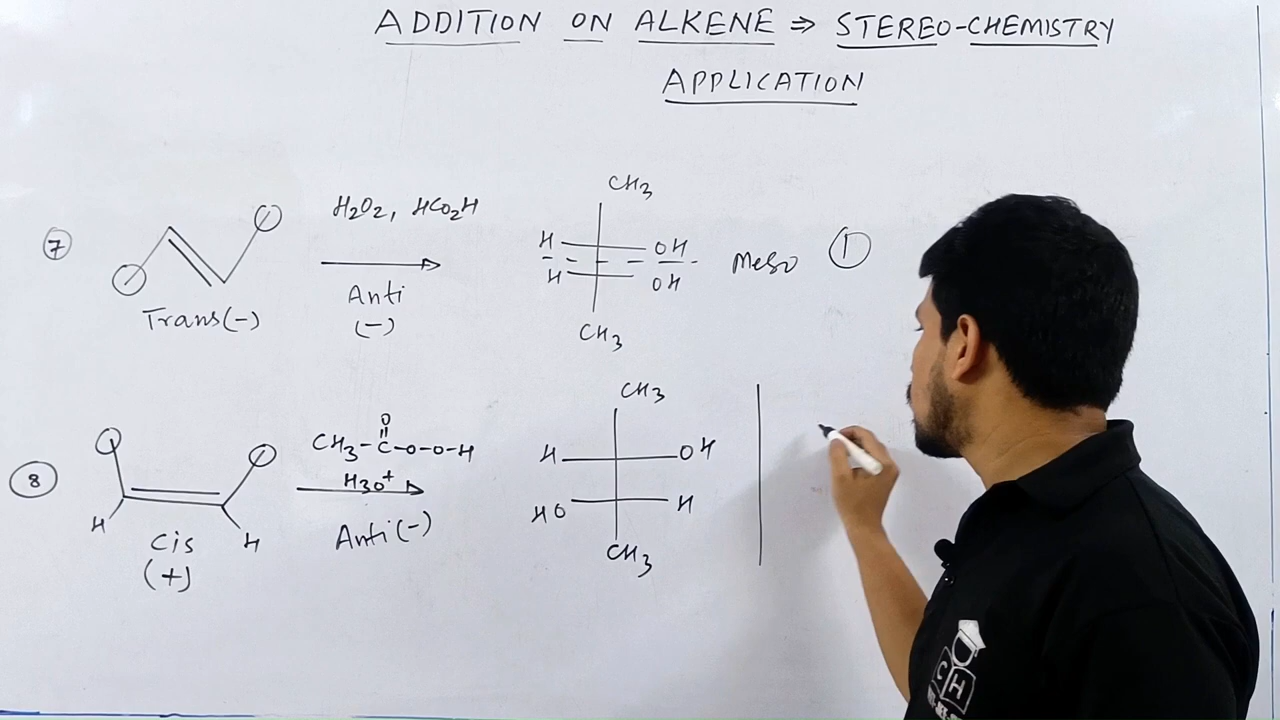 ADDITION ON ALKENE ⇒ STEREO-CHEMISTRY
APPLICATION
7
Trans(-)
H2O2, HCO2H
Anti
(-)
CH3
H OH
H OH
CH3
Meso 1
8
H H
Cis
(+)
O
CH3-C-O-O-H
H3O+
Anti(-)
CH3
H OH
HO H
CH3
C H